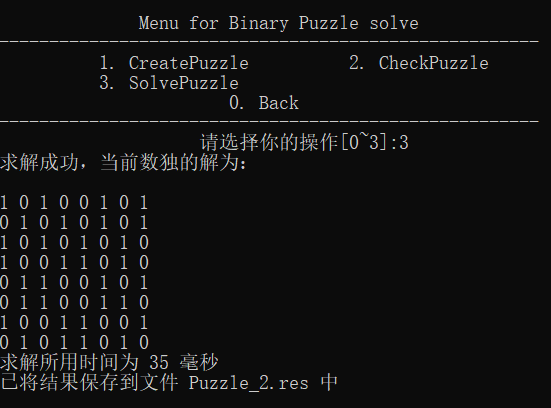 Menu for Binary Puzzle solve
-------------------------------------------------------
1. CreatePuzzle 2. CheckPuzzle
3. SolvePuzzle
0. Back
-------------------------------------------------------
请选择你的操作[0~3]:3
求解成功，当前数独的解为:
1 0 1 0 0 1 0 1
0 1 0 1 0 1 0 1
1 0 1 0 1 0 1 0
1 0 0 1 1 0 1 0
0 1 1 0 0 1 0 1
0 1 1 0 0 1 1 0
1 0 0 1 1 0 0 1
0 1 0 1 1 0 1 0
求解所用时间为 35 毫秒
已将结果保存到文件 Puzzle_2.res 中